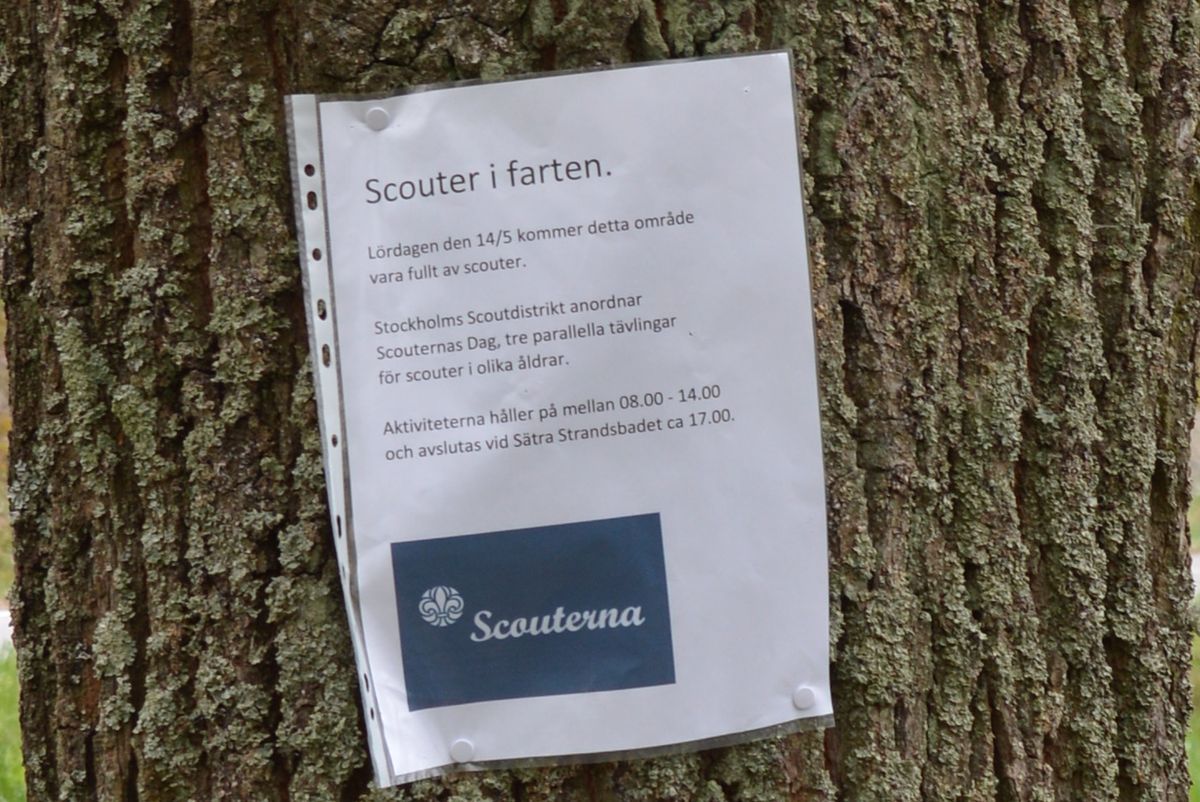 Scouter i farten.
Lördagen den 14/5 kommer detta område
vara fullt av scouter.
Stockholms Scoutdistrikt anordnar
Scouternas Dag, tre parallella tävlingar
för scouter i olika åldrar.
Aktiviteterna håller på mellan 08.00 - 14.00
och avslutas vid Sätra Strandsbadet ca 17.00.
Scouterna